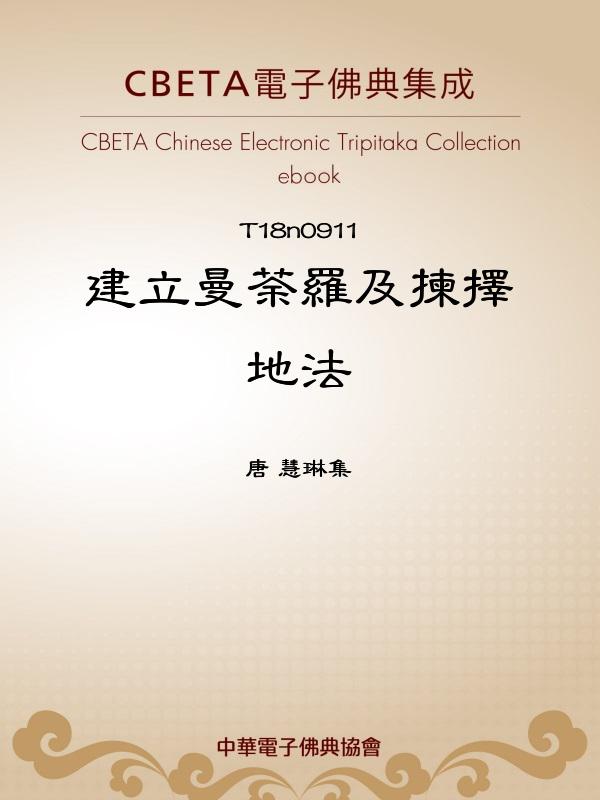 CBETA電子佛典集成
CBETA Chinese Electronic Tripitaka Collection
ebook
T18n0911
建立曼荼羅及揀擇
地法
唐 慧琳集
中華電子佛典協會